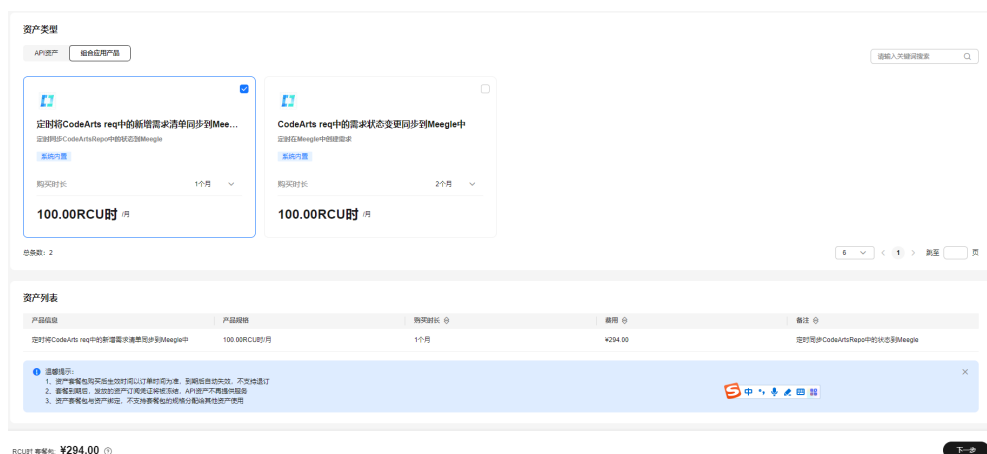 资产类型
API资产
组合应用产品
请输入关键词搜索
定时将CodeArts req中的新增需求清单同步到Mee...
定时同步CodeArtsRepo中的状态到Meegle
系统内置
购买时长
1个月
100.00RCU时 /月
CodeArts req中的需求状态变更同步到Meegle中
定时在Meegle中创建需求
系统内置
购买时长
2个月
100.00RCU时 /月
总条数：2
6
1
跳至
页
资产列表
产品信息
产品规格
购买时长
费用
备注
定时将CodeArts req中的新增需求清单同步到Meegle中
100.00RCU时/月
1个月
¥294.00
定时同步CodeArtsRepo中的状态到Meegle
温馨提示：
1、资产套餐包购买后生效时间以订单时间为准，到期后自动失效，不支持退订
2、套餐到期后，发放的资产订阅凭证将被冻结，API资产不再提供服务
3、资产套餐包与资产绑定，不支持套餐包的规格分配给其他资产使用
中
RCU时 套餐包:
¥294.00
下一步